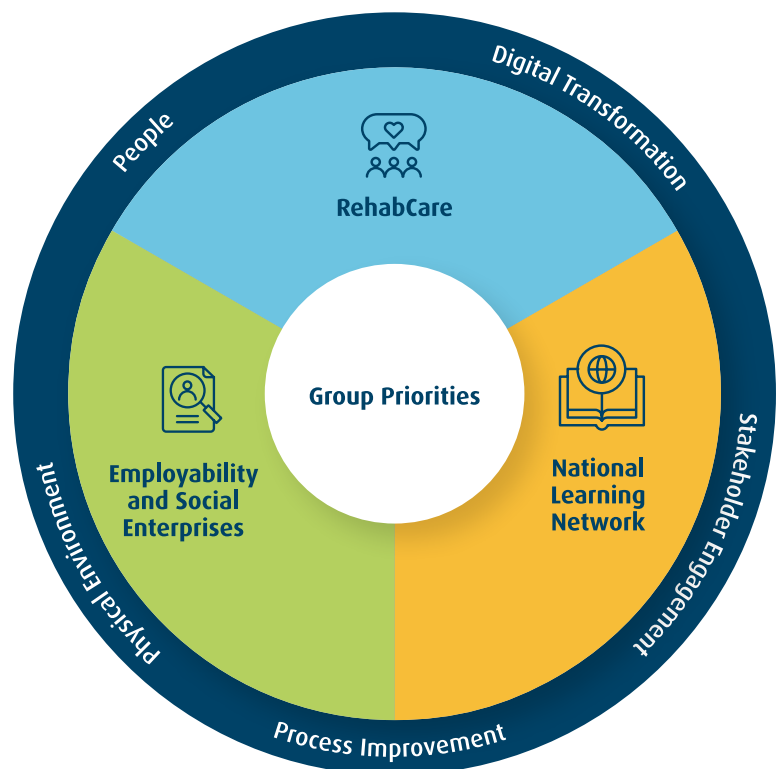 People
Digital Transformation
RehabCare
Group Priorities
Employability
and Social
Enterprises
National
Learning
Network
Stakeholder Engagement
Physical Environment
Process Improvement